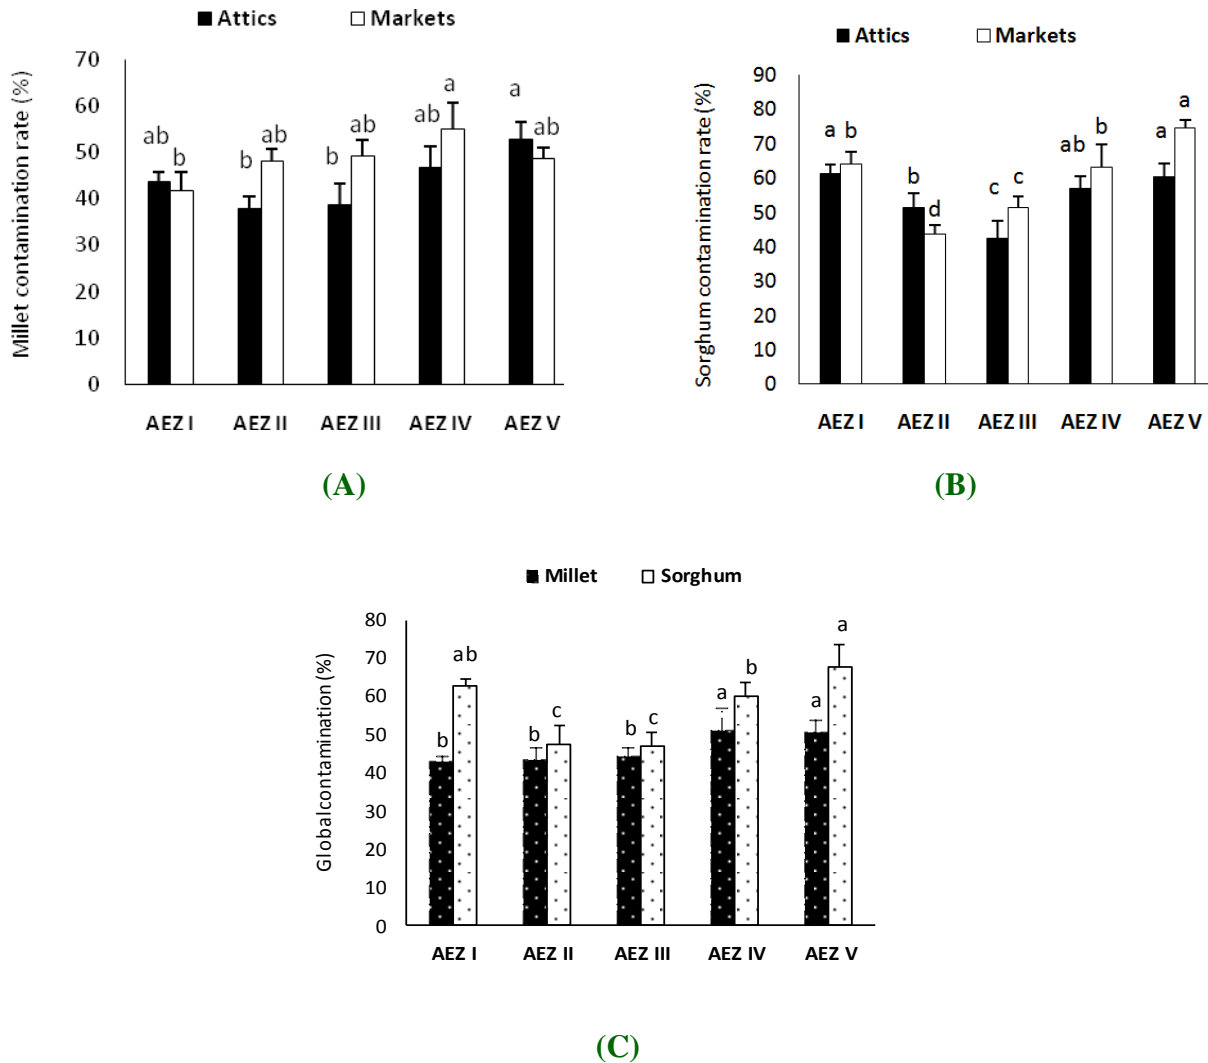 Attics Markets
Millet contamination rate (%)
70
60
50
40
30
20
10
0
ab b
b ab
b ab
ab a
a ab
AEZ I AEZ II AEZ III AEZ IV AEZ V
(A)
Attics Markets
Sorghum contamination rate (%)
90
80
70
60
50
40
30
20
10
0
a b
b d
c c
ab b
a a
AEZ I AEZ II AEZ III AEZ IV AEZ V
(B)
Millet Sorghum
Globalcontamination (%)
80
70
60
50
40
30
20
10
0
b ab
b c
b c
a b
a a
AEZ I AEZ II AEZ III AEZ IV AEZ V
(C)